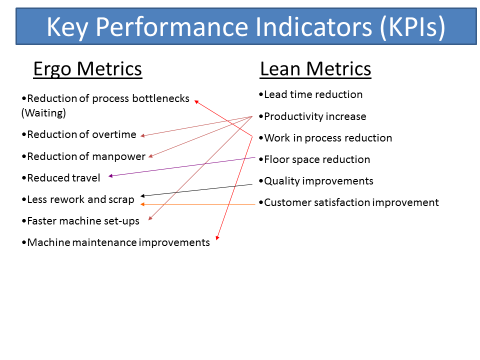 Key Performance Indicators (KPIs)
Ergo Metrics
•Reduction of process bottlenecks
(Waiting)
•Reduction of overtime
•Reduction of manpower
•Reduced travel
•Less rework and scrap
•Faster machine set-ups
•Machine maintenance improvements
Lean Metrics
•Lead time reduction
•Productivity increase
•Work in process reduction
•Floor space reduction
•Quality improvements
•Customer satisfaction improvement